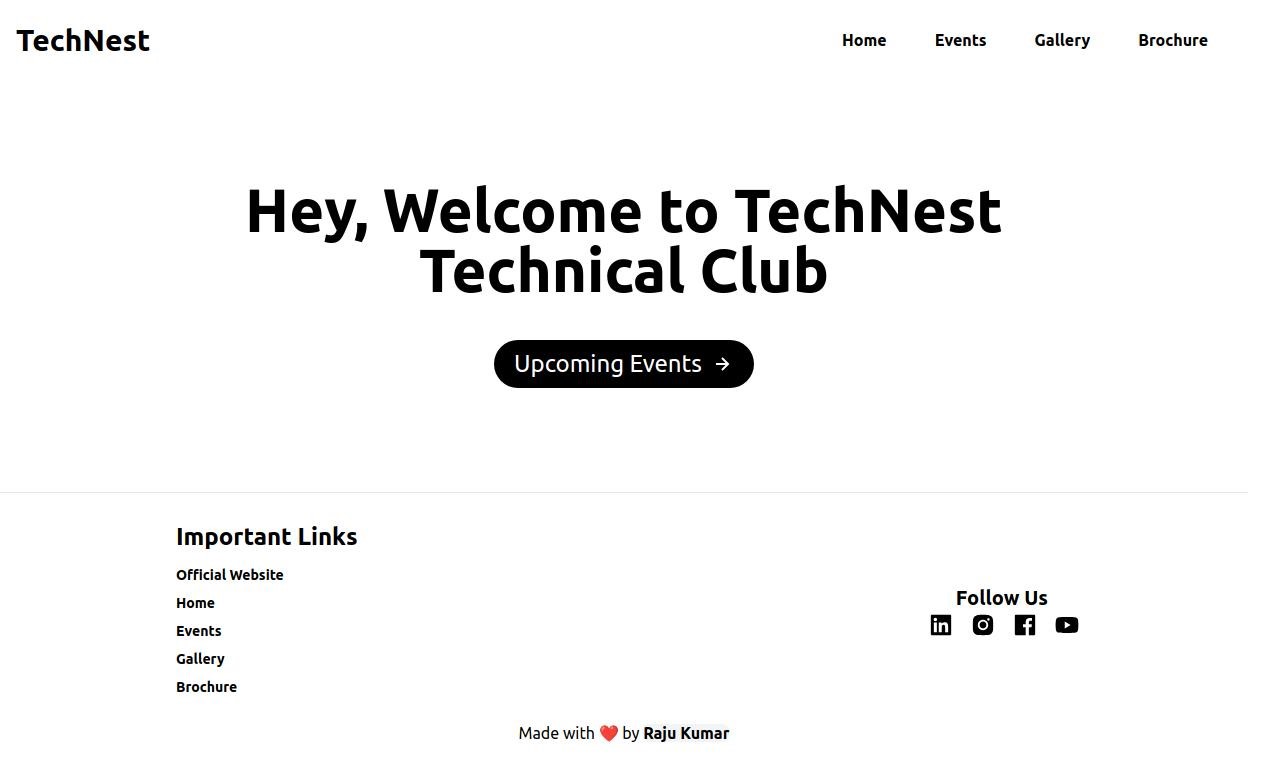 TechNest
Home Events Gallery Brochure
Hey, Welcome to TechNest
Technical Club
Upcoming Events →
Important Links
Official Website
Home
Events
Gallery
Brochure
Follow Us
Made with ❤️ by Raju Kumar